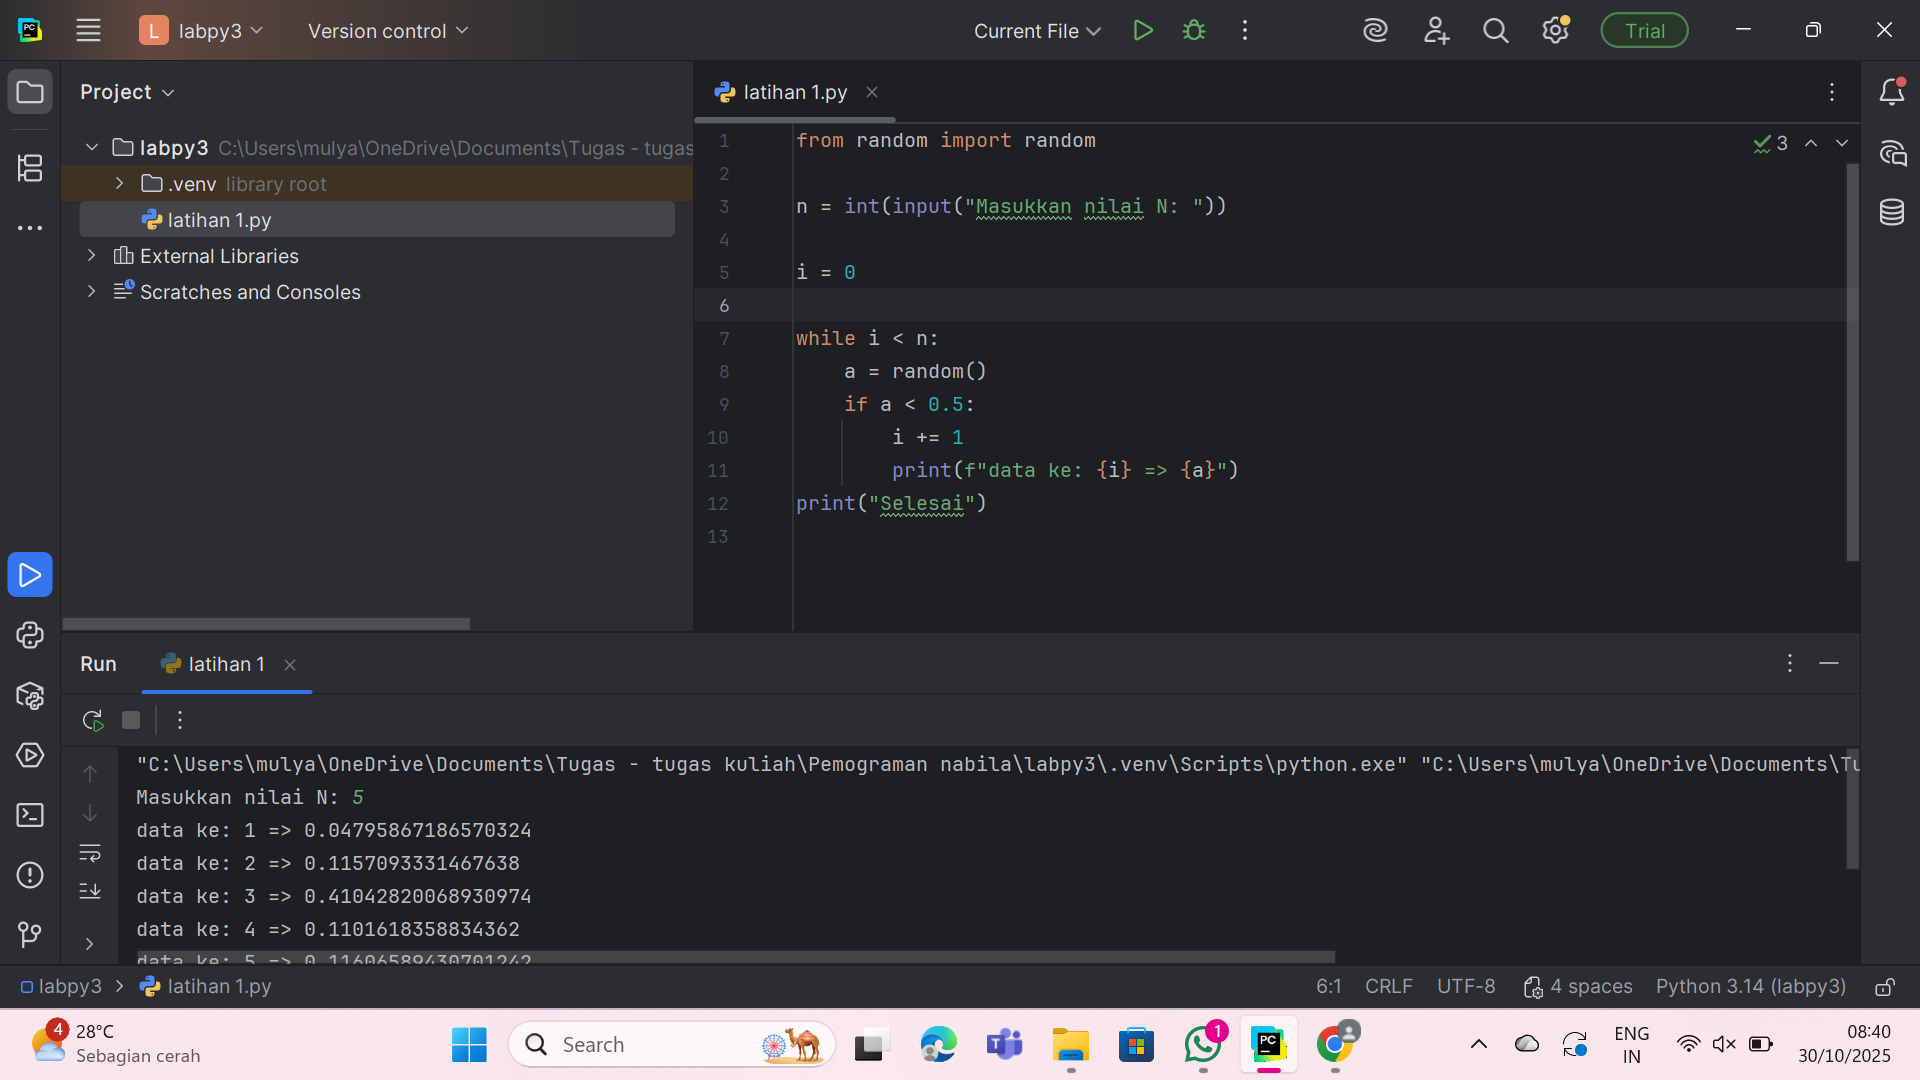 PC
L
labpy3
Version control
Current File
Trial
Project
latihan 1.py
labpy3 C:\Users\mulya\OneDrive\Documents\Tugas - tugas
.venv library root
latihan 1.py
External Libraries
Scratches and Consoles
1 from random import random
2
3 n = int(input("Masukkan nilai N: "))
4
5 i = 0
6
7 while i < n:
8 a = random()
9 if a < 0.5:
10 i += 1
11 print(f"data ke: {i} => {a}")
12 print("Selesai")
13
3
Run
latihan 1
"C:\Users\mulya\OneDrive\Documents\Tugas - tugas kuliah\Pemograman nabila\labpy3\.venv\Scripts\python.exe" "C:\Users\mulya\OneDrive\Documents\Tu
Masukkan nilai N: 5
data ke: 1 => 0.04795867186570324
data ke: 2 => 0.1157093331467638
data ke: 3 => 0.41042820068930974
data ke: 4 => 0.1101618358834362
data ke: 5 => 0.11606589430701242
labpy3
latihan 1.py
6:1
CRLF
UTF-8
4 spaces
Python 3.14 (labpy3)
4
28°C
Sebagian cerah
Search
T
1
PC
ENG
IN
08:40
30/10/2025